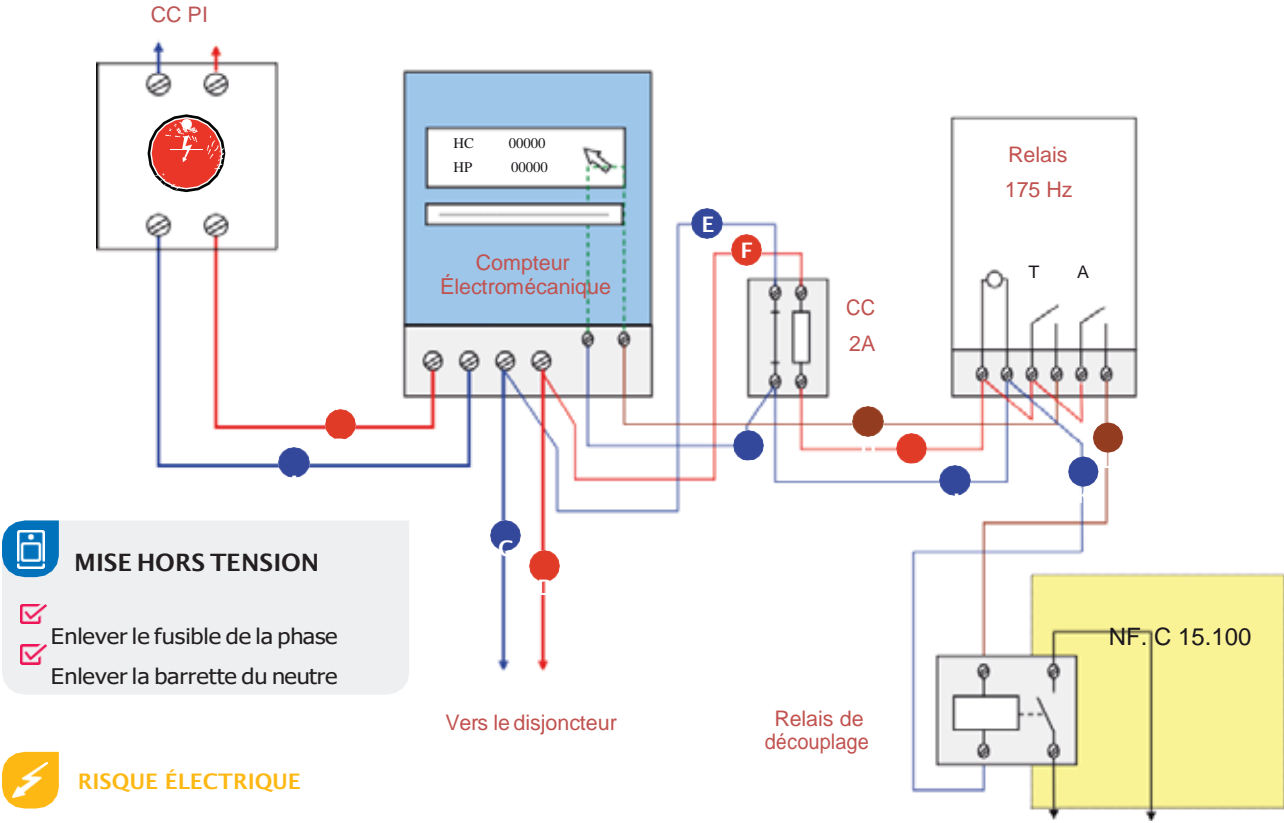 CC PI
HC 00000
HP 00000
Compteur
Électromécanique
E
F
CC
2A
Relais
175 Hz
T A
C
MISE HORS TENSION
Enlever le fusible de la phase
Enlever la barrette du neutre
Vers le disjoncteur
Relais de
découplage
NF. C 15.100
RISQUE ÉLECTRIQUE